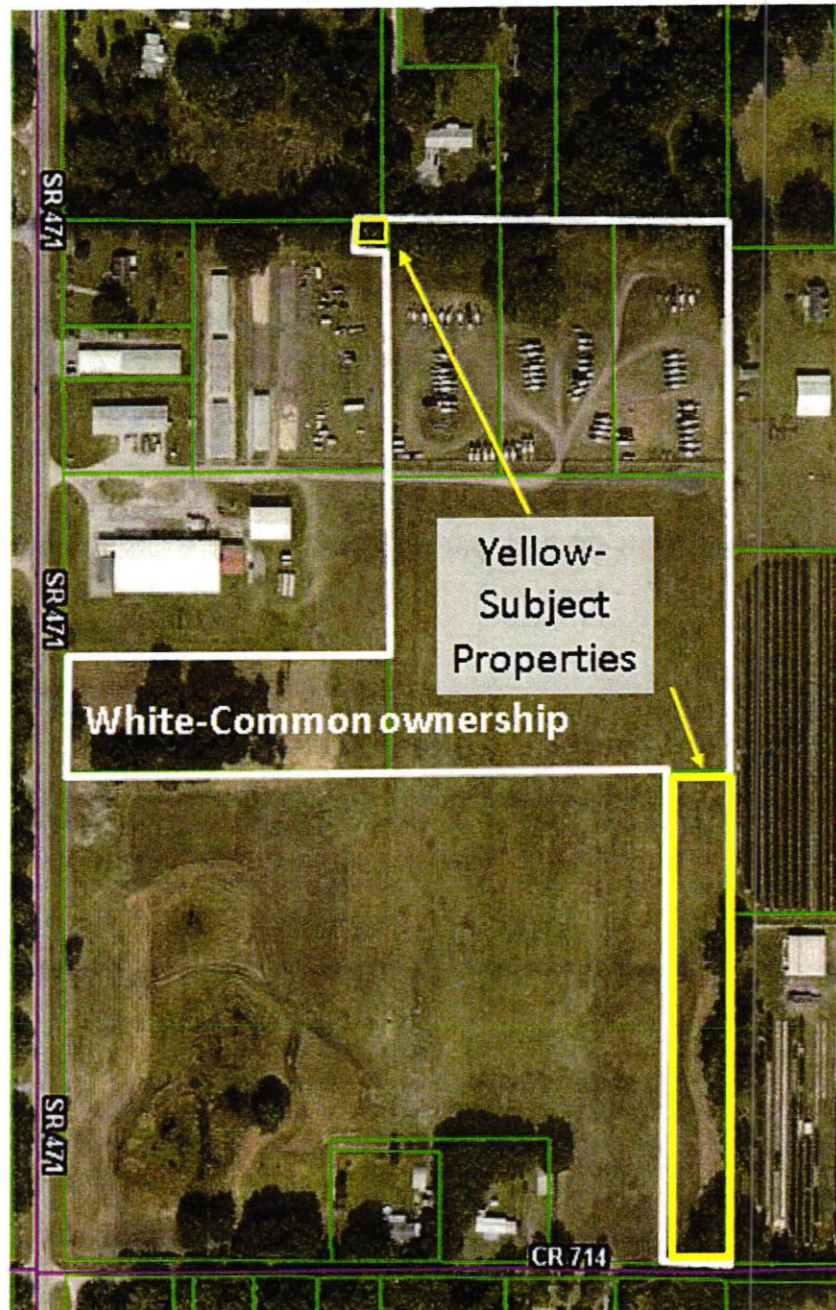 SR 471
Yellow-
Subject
Properties
SR 471
White-Common ownership
SR 471
CR 714